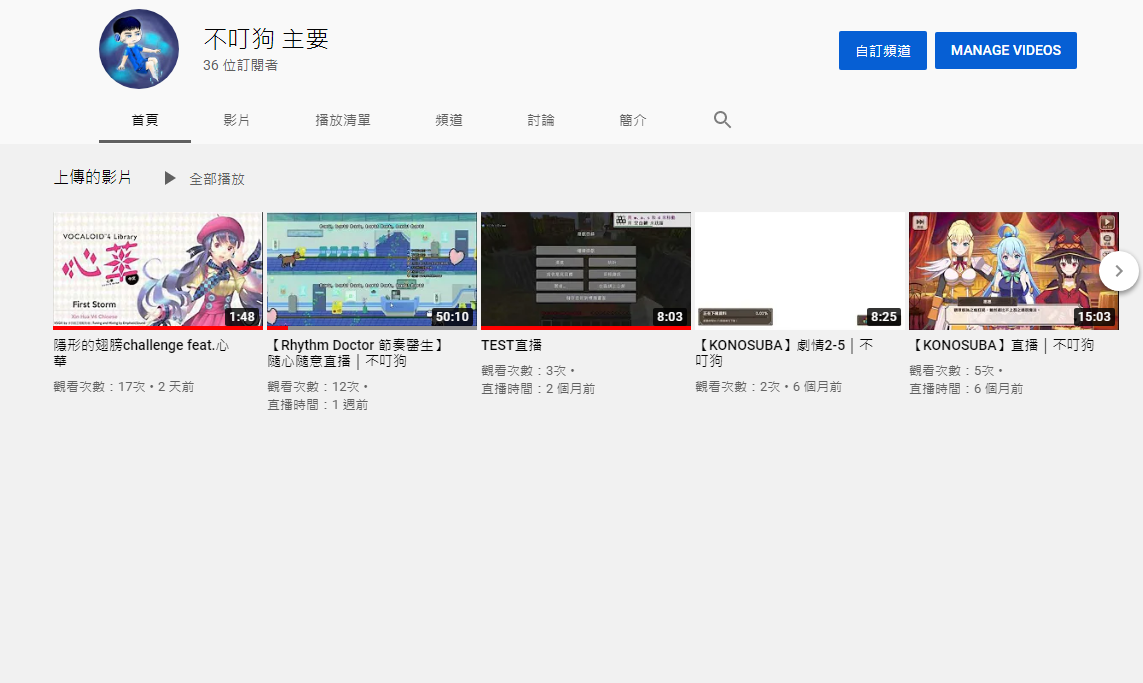 不叮狗 主要
36 位訂閱者
自訂頻道
MANAGE VIDEOS
首頁
影片
播放清單
頻道
討論
簡介
上傳的影片
全部播放
VOCALOID™4 Library
心華
First Storm
Xin Hua V4 Chinese
1:48
50:10
8:03
8:25
15:03
隱形的翅膀challenge feat.心
華
觀看次數：17次 • 2 天前
【Rhythm Doctor 節奏醫生】
隨心隨意直播│不叮狗
觀看次數：12次 •
直播時間：1 週前
TEST直播
觀看次數：3次 •
直播時間：2 個月前
【KONOSUBA】劇情2-5│不
叮狗
觀看次數：2次 • 6 個月前
【KONOSUBA】直播│不叮狗
觀看次數：5次 •
直播時間：6 個月前